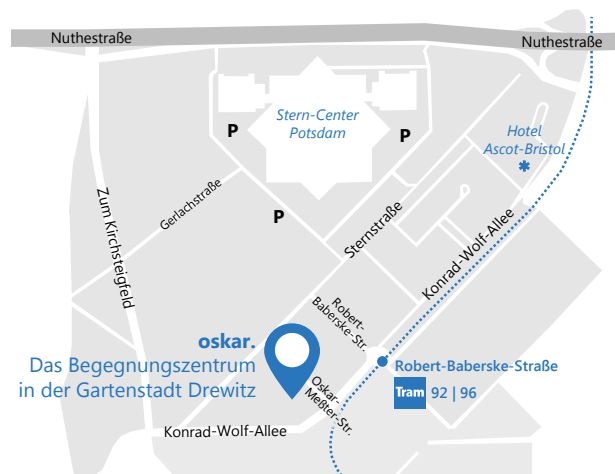 Nuthestraße
Nuthestraße
Stern-Center
Potsdam
P
P
Hotel
Ascot-Bristol
*
Zum Kirchsteigfeld
Gerlachstraße
P
Sternstraße
Konrad-Wolf-Allee
Robert-
Baberske-Str.
oskar.
Das Begegnungszentrum
in der Gartenstadt Drewitz
Robert-Baberske-Straße
Tram 92 | 96
Oskar-
Meßter-Str.
Konrad-Wolf-Allee